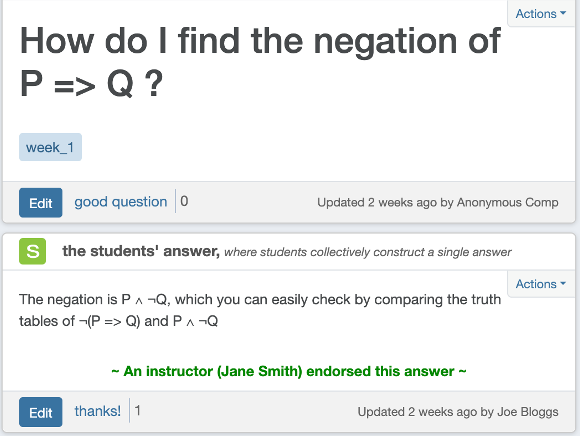 Actions
How do I find the negation of
P => Q ?
week_1
Edit good question 0 Updated 2 weeks ago by Anonymous Comp
S the students' answer, where students collectively construct a single answer
Actions
The negation is P ∧ ¬Q, which you can easily check by comparing the truth
tables of ¬(P => Q) and P ∧ ¬Q
~ An instructor (Jane Smith) endorsed this answer ~
Edit thanks! 1 Updated 2 weeks ago by Joe Bloggs